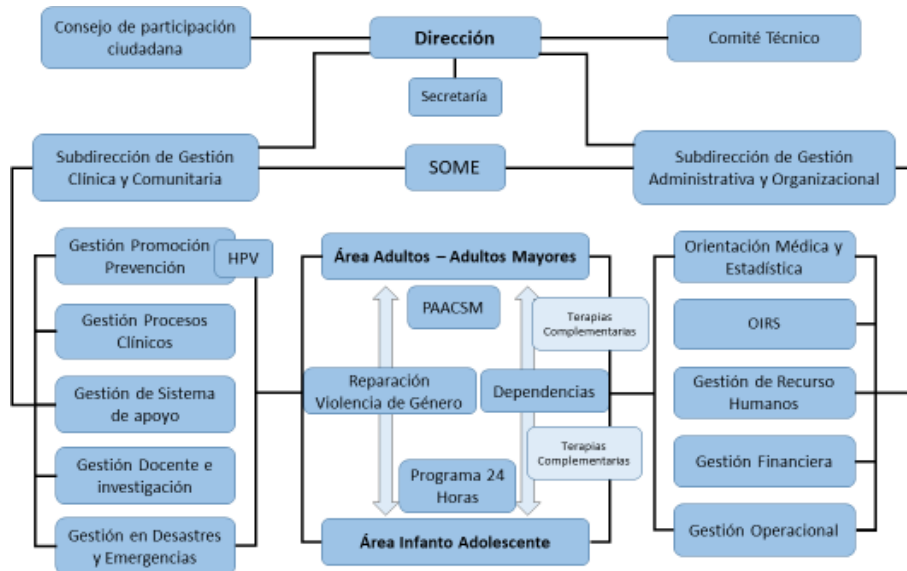 Consejo de participación
ciudadana
Dirección
Comité Técnico
Secretaría
Subdirección de Gestión
Clínica y Comunitaria
SOME
Subdirección de Gestión
Administrativa y Organizacional
Gestión Promoción
Prevención
HPV
Gestión Procesos
Clínicos
Gestión de Sistema
de apoyo
Gestión Docente e
investigación
Gestión en Desastres
y Emergencias
Área Adultos – Adultos Mayores
PAACSM
Terapias
Complementarias
Reparación
Violencia de Género
Dependencias
Terapias
Complementarias
Programa 24
Horas
Área Infanto Adolescente
Orientación Médica y
Estadística
OIRS
Gestión de Recurso
Humanos
Gestión Financiera
Gestión Operacional